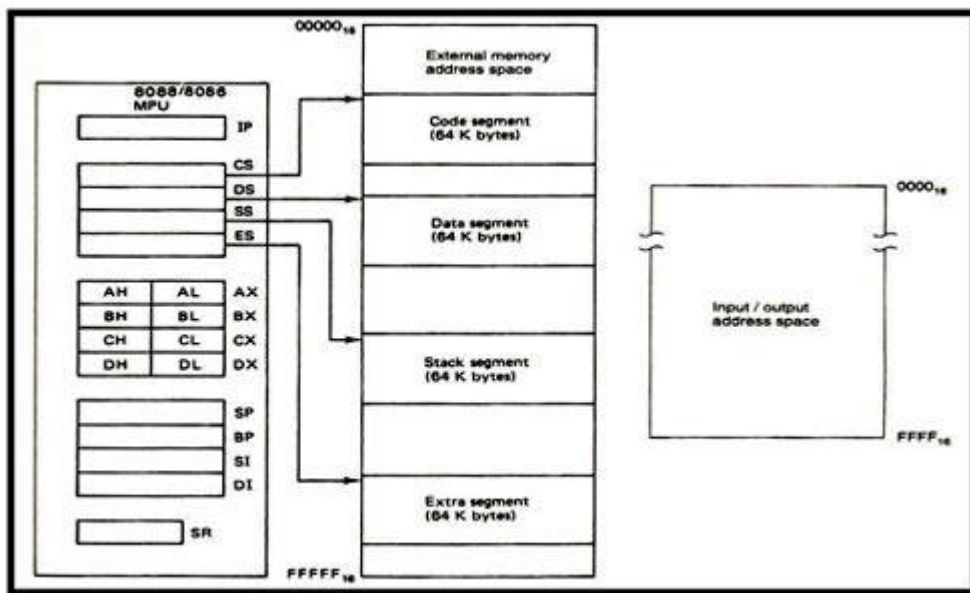 8088/8086
MPU
IP
CS
DS
SS
ES
AH AL AX
BH BL BX
CH CL CX
DH DL DX
SP
BP
SI
DI
SR
00000₁₆
External memory
address space
Code segment
(64 K bytes)
Data segment
(64 K bytes)
Stack segment
(64 K bytes)
Extra segment
(64 K bytes)
FFFFF₁₆
0000₁₆
Input / output
address space
FFFF₁₆